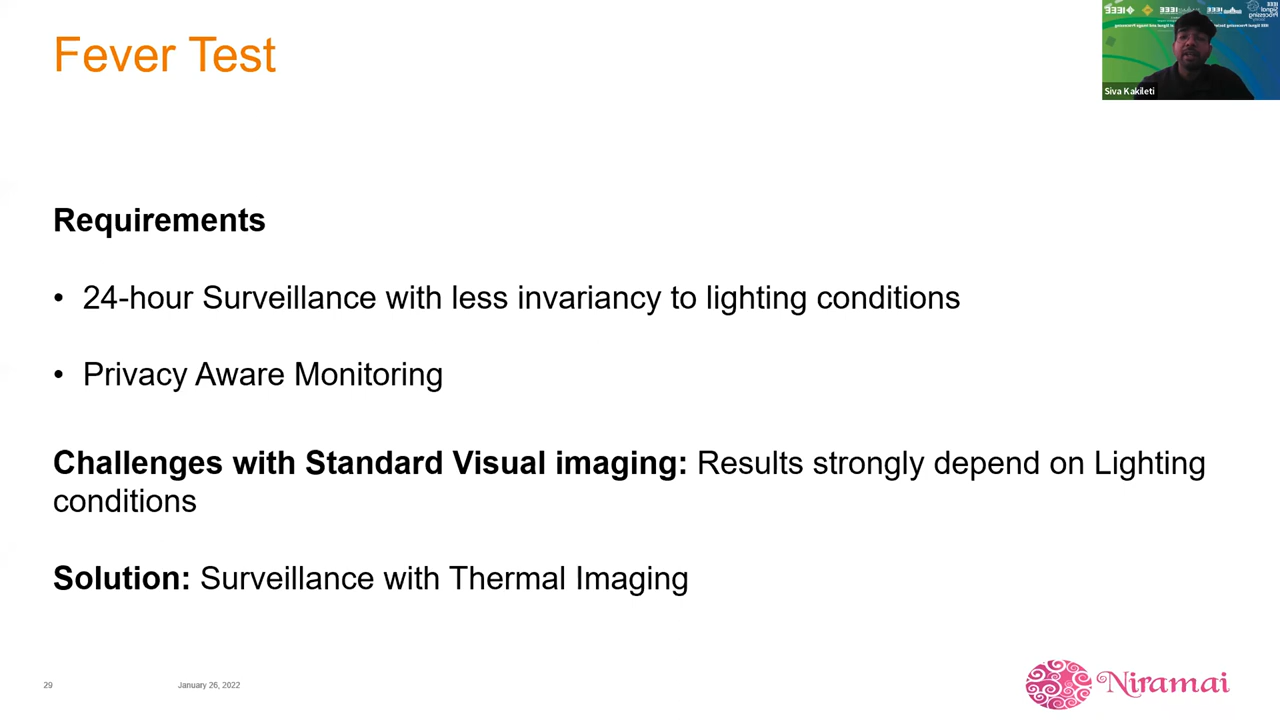 Fever Test
Siva Kakileti
Requirements
• 24-hour Surveillance with less invariancy to lighting conditions
• Privacy Aware Monitoring
Challenges with Standard Visual imaging: Results strongly depend on Lighting
conditions
Solution: Surveillance with Thermal Imaging
29
January 26, 2022
Niramai